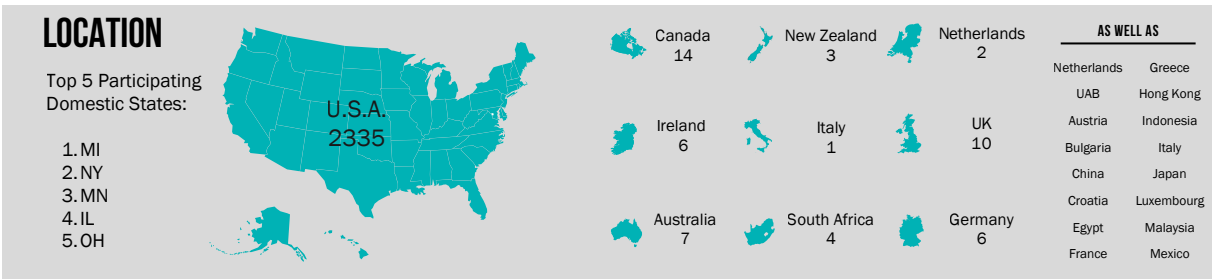 LOCATION
Top 5 Participating
Domestic States:
1. MI
2. NY
3. MN
4. IL
5. OH
U.S.A.
2335
Canada
14
New Zealand
3
Netherlands
2
Ireland
6
Italy
1
UK
10
Australia
7
South Africa
4
Germany
6
AS WELL AS
Netherlands
Greece
UAB
Hong Kong
Austria
Indonesia
Bulgaria
Italy
China
Japan
Croatia
Luxembourg
Egypt
Malaysia
France
Mexico